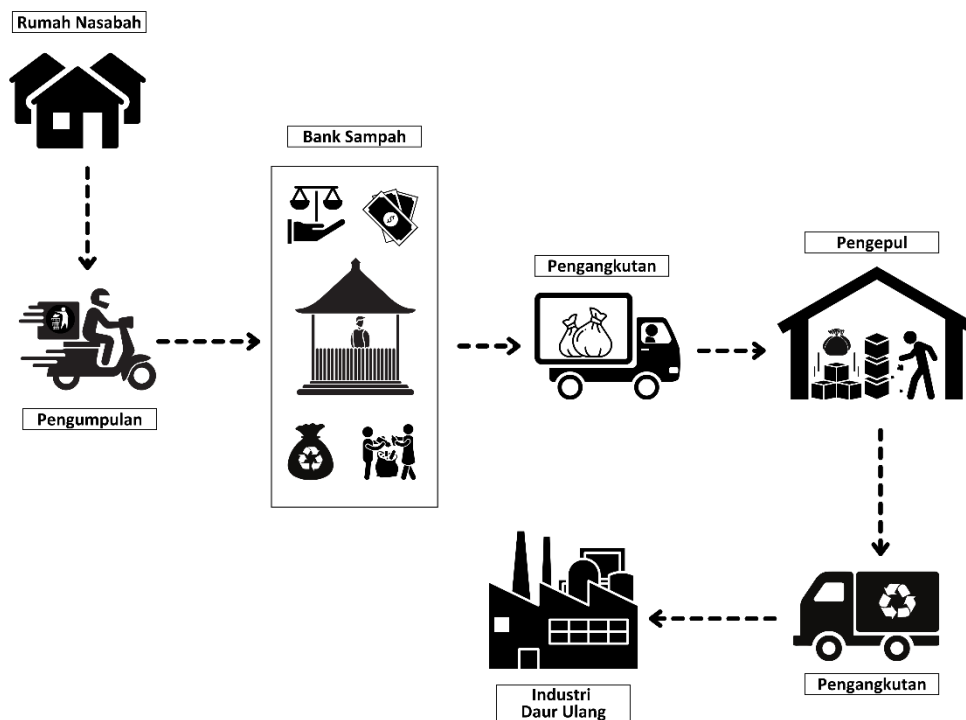 Rumah Nasabah
Bank Sampah
Pengepul
Pengangkutan
Pengumpulan
Pengangkutan
Industri
Daur Ulang